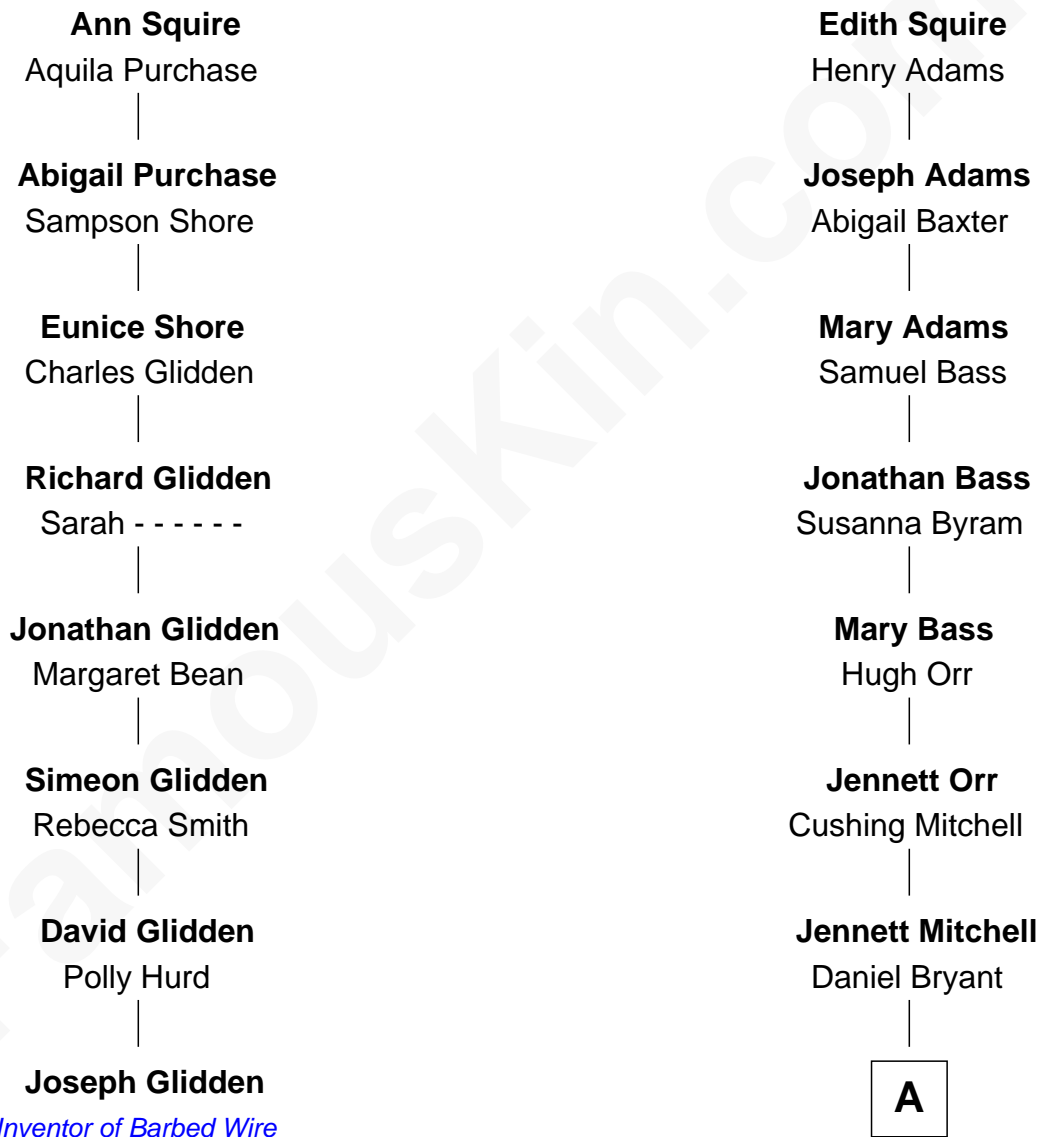 Ann Squire
Aquila Purchase
Abigail Purchase
Sampson Shore
Eunice Shore
Charles Glidden
Richard Glidden
Sarah - - - - - -
Jonathan Glidden
Margaret Bean
Simeon Glidden
Rebecca Smith
David Glidden
Polly Hurd
Joseph Glidden
Inventor of Barbed Wire
Edith Squire
Henry Adams
Joseph Adams
Abigail Baxter
Mary Adams
Samuel Bass
Jonathan Bass
Susanna Byram
Mary Bass
Hugh Orr
Jennett Orr
Cushing Mitchell
Jennett Mitchell
Daniel Bryant
A
FamousKin.com